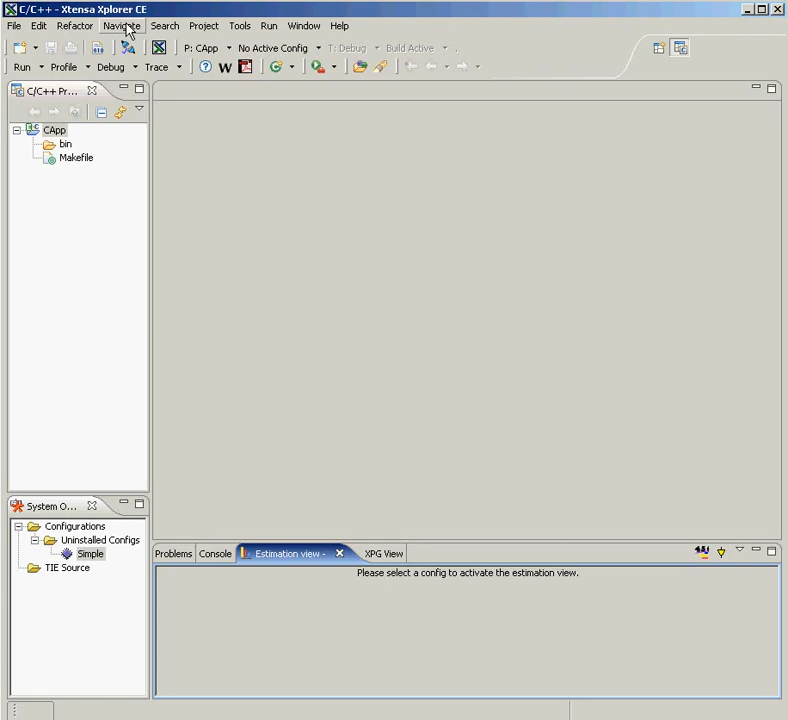 C/C++ - Xtensa Xplorer CE
File Edit Refactor Navigate Search Project Tools Run Window Help
P: CApp No Active Config T: Debug Build Active
Run Profile Debug Trace ? W
C/C++ Pr...
CApp
bin
Makefile
System O...
Configurations
Uninstalled Configs
Simple
TIE Source
Problems Console Estimation view - XPG View
Please select a config to activate the estimation view.